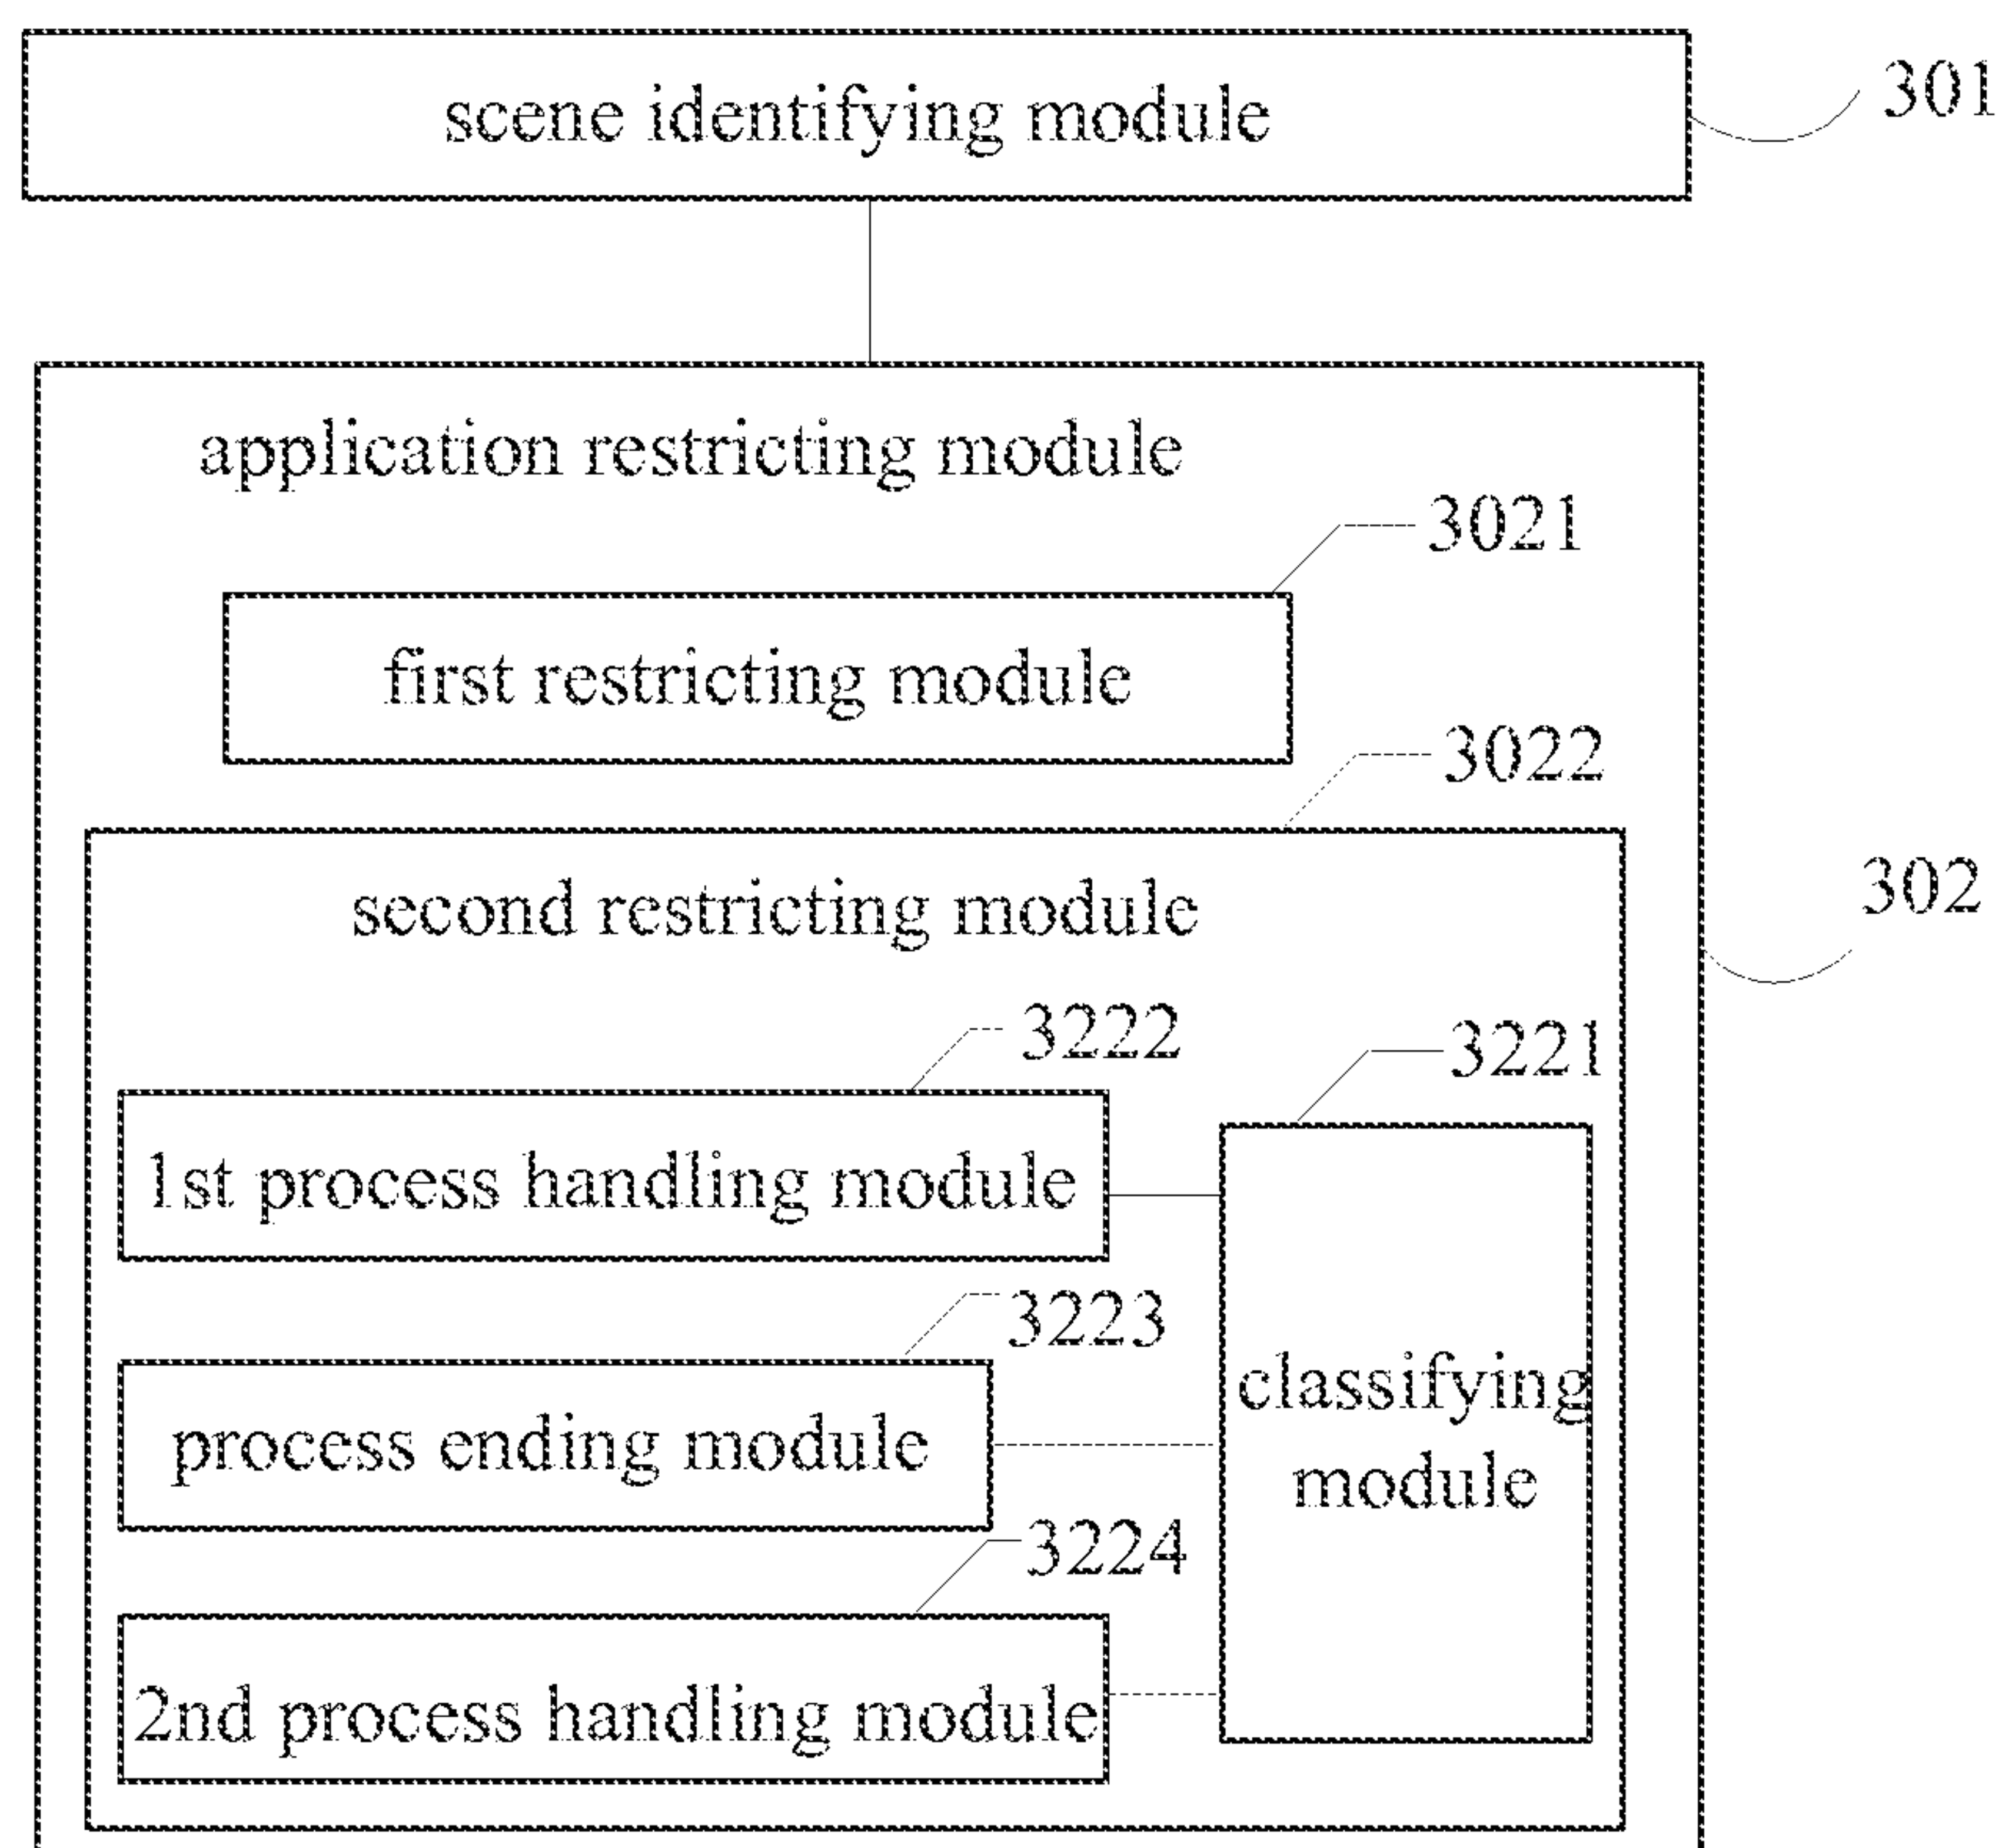 scene identifying module
301
application restricting module
3021
first restricting module
3022
second restricting module
302
3222
3221
1st process handling module
3223
process ending module
classifying
module
3224
2nd process handling module